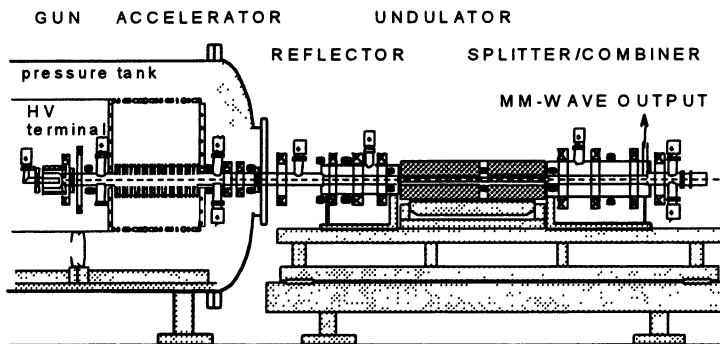 GUN ACCELERATOR UNDULATOR
REFLECTOR SPLITTER/COMBINER
pressure tank
MM-WAVE OUTPUT
HV
terminal